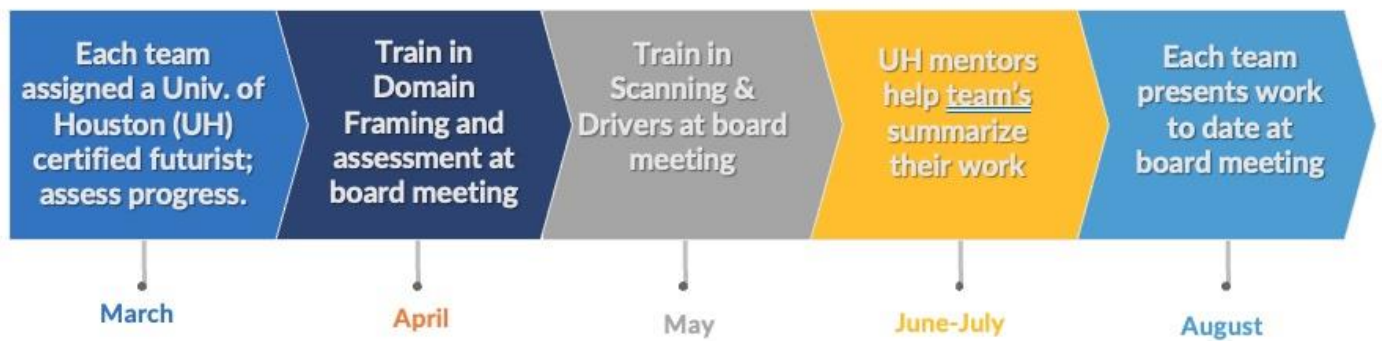 Each team
assigned a Univ. of
Houston (UH)
certified futurist;
assess progress.
Train in
Domain
Framing and
assessment at
board meeting
Train in
Scanning &
Drivers at board
meeting
UH mentors
help team's
summarize
their work
Each team
presents work
to date at
board meeting
March
April
May
June-July
August